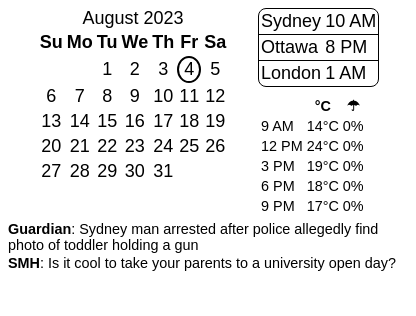 August 2023
Su Mo Tu We Th Fr Sa
1 2 3 4 5
6 7 8 9 10 11 12
13 14 15 16 17 18 19
20 21 22 23 24 25 26
27 28 29 30 31
Sydney 10 AM
Ottawa 8 PM
London 1 AM
°C ☂
9 AM 14°C 0%
12 PM 24°C 0%
3 PM 19°C 0%
6 PM 18°C 0%
9 PM 17°C 0%
Guardian: Sydney man arrested after police allegedly find
photo of toddler holding a gun
SMH: Is it cool to take your parents to a university open day?